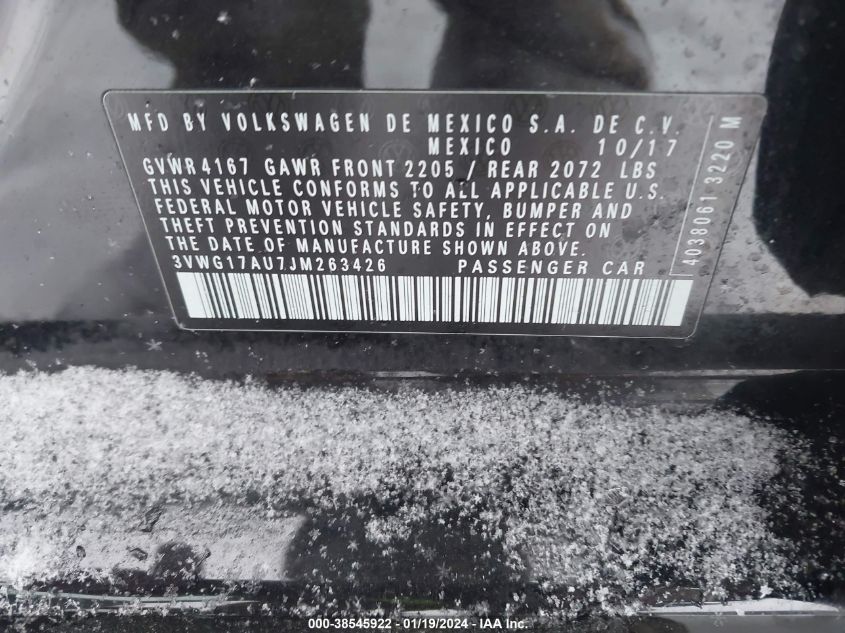 MFD BY VOLKSWAGEN DE MEXICO S.A. DE C.V.
MEXICO 10/17
GVWR 4167 GAWR FRONT 2205 / REAR 2072 LBS
THIS VEHICLE CONFORMS TO ALL APPLICABLE U.S.
FEDERAL MOTOR VEHICLE SAFETY, BUMPER AND
THEFT PREVENTION STANDARDS IN EFFECT ON
THE DATE OF MANUFACTURE SHOWN ABOVE.
3VWG17AU7JM263426 PASSENGER CAR
4038061 3220 M
000-38545922 - 01/19/2024 - IAA Inc.